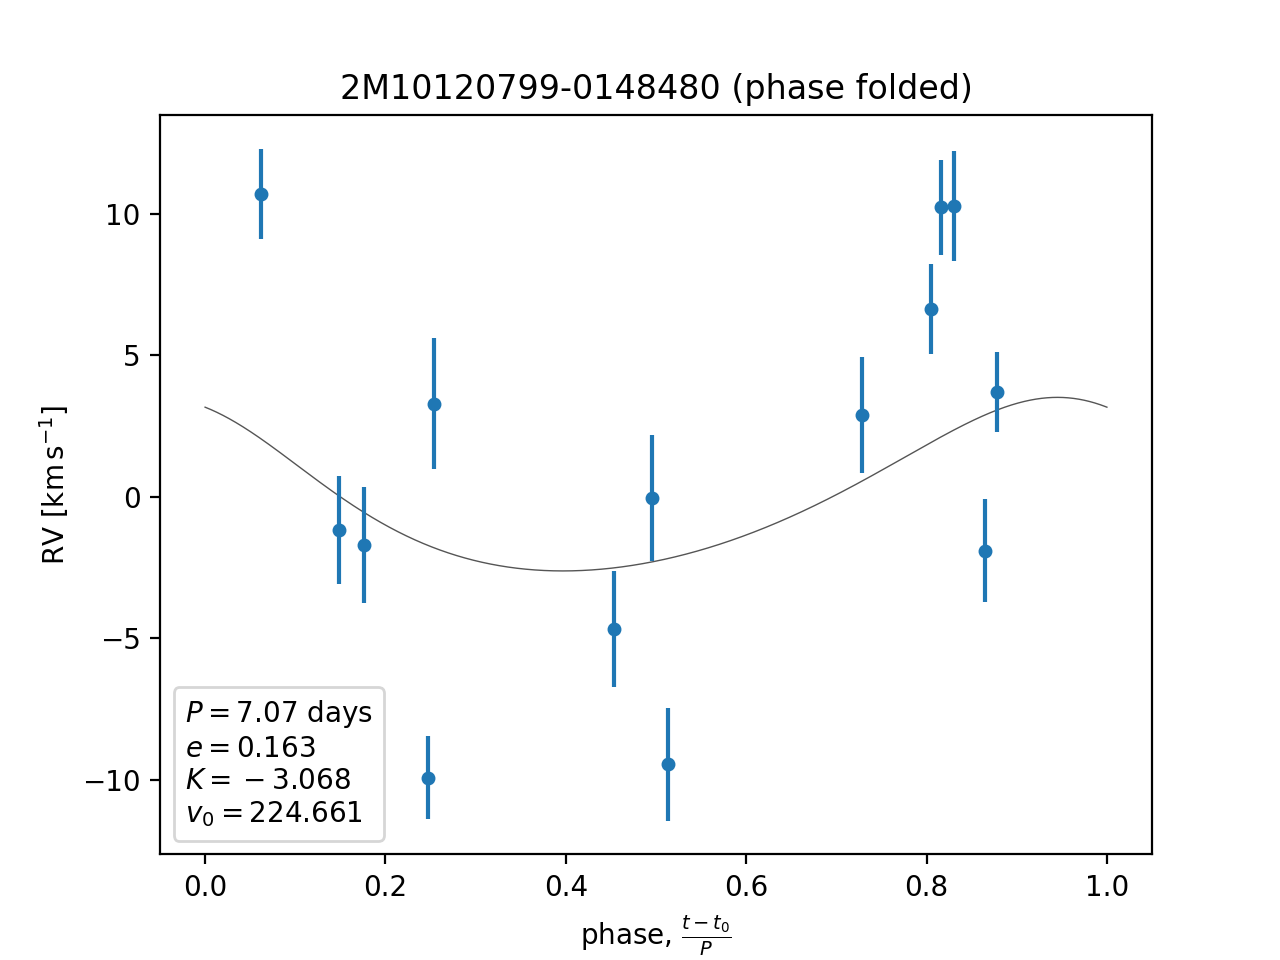 2M10120799-0148480 (phase folded)
RV [km s⁻¹]
10
5
0
−5
−10
P = 7.07 days
e = 0.163
K = −3.068
v₀ = 224.661
0.0 0.2 0.4 0.6 0.8 1.0
phase, (t − t₀)/P